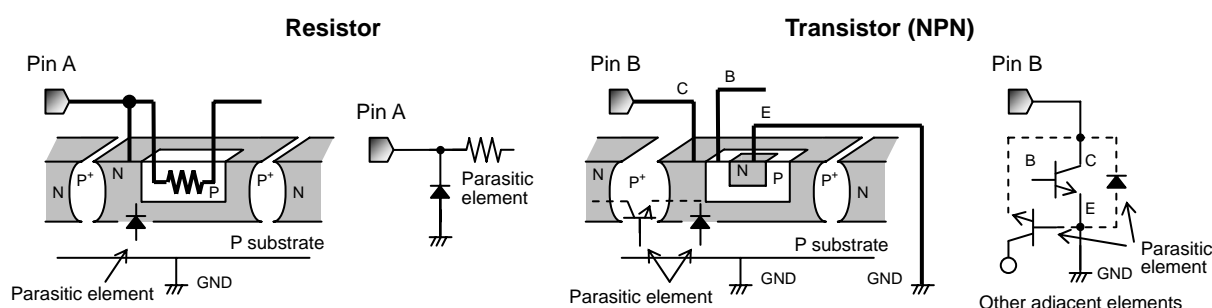 Resistor
Transistor (NPN)
Pin A
Pin A
N
P+
N
P
P+
N
Parasitic element
P substrate
GND
Parasitic element
Pin B
C
B
E
N
P+
N
P
P+
N
P substrate
GND
GND
Parasitic element
Pin B
B
C
E
GND
Parasitic element
Other adjacent elements